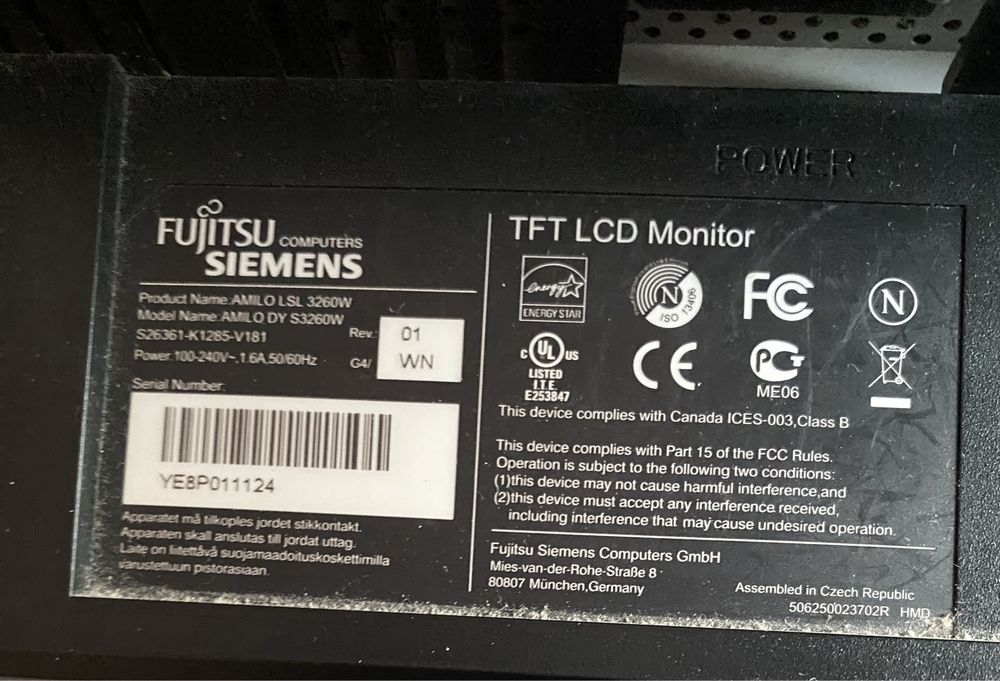 POWER
FUJITSU COMPUTERS
SIEMENS
Product Name:AMILO LSL 3260W
Model Name:AMILO DY S3260W
S26361-K1285-V181
Rev.: 01
Power:100-240V~,1.6A,50/60Hz
G4/ WN
Serial Number:
YE8P011124
Apparatet må tilkoples jordet stikkontakt.
Apparaten skall anslutas till jordat uttag.
Laite on liitettävä suojamaadoituskoskettimilla
varustettuun pistorasiaan.
TFT LCD Monitor
energy
ENERGY STAR
N
ISO 13406
FC
N
C UL US
LISTED
I.T.E.
E253847
CE
PCT
ME06
This device complies with Canada ICES-003,Class B
This device complies with Part 15 of the FCC Rules.
Operation is subject to the following two conditions:
(1)this device may not cause harmful interference,and
(2)this device must accept any interference received,
including interference that may cause undesired operation.
Fujitsu Siemens Computers GmbH
Mies-van-der-Rohe-Straße 8
80807 München,Germany
Assembled in Czech Republic
506250023702R HMD